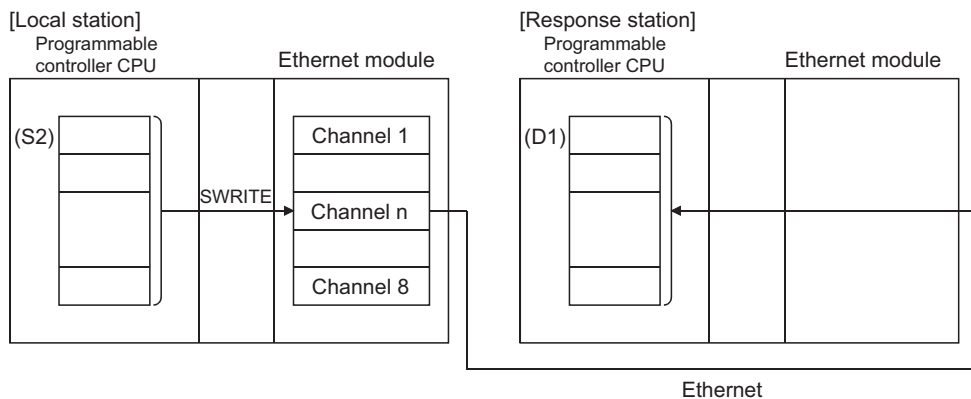 [Local station]
Programmable
controller CPU
Ethernet module
(S2)
Channel 1
SWRITE
Channel n
Channel 8
[Response station]
Programmable
controller CPU
Ethernet module
(D1)
Ethernet